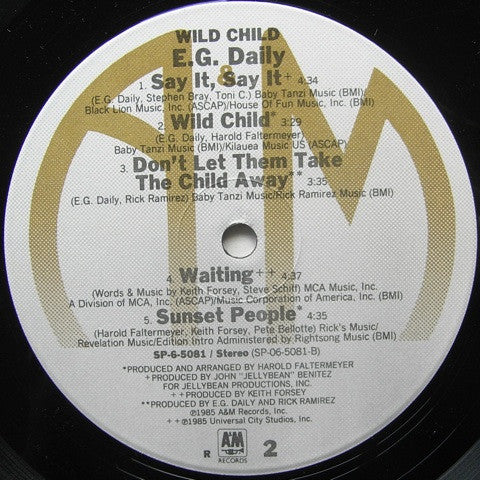 WILD CHILD
E.G. Daily
1. Say It, Say It+ 4:34
(E.G. Daily, Stephen Bray, Toni C.) Baby Tanzi Music (BMI)/
Black Lion Music, Inc. (ASCAP)/House Of Fun Music, Inc. (BMI)
2. Wild Child* 3:29
(E.G. Daily, Harold Faltermeyer)
Baby Tanzi Music (BMI)/Kilauea Music US (ASCAP)
3. Don't Let Them Take
The Child Away** 3:35
(E.G. Daily, Rick Ramirez) Baby Tanzi Music/Rick Ramirez Music (BMI)
4. Waiting++ 4:37
(Words & Music by Keith Forsey, Steve Schiff) MCA Music, Inc.
A Division of MCA, Inc. (ASCAP)/Music Corporation of America, Inc. (BMI)
5. Sunset People* 4:35
(Harold Faltermeyer, Keith Forsey, Pete Bellotte) Rick's Music/
Revelation Music/Edition Intro Administered by Rightsong Music (BMI)
SP-6-5081 / Stereo (SP-06-5081-B)
*PRODUCED AND ARRANGED BY HAROLD FALTERMEYER
+PRODUCED BY JOHN "JELLYBEAN" BENITEZ
FOR JELLYBEAN PRODUCTIONS, INC.
++PRODUCED BY KEITH FORSEY
**PRODUCED BY E.G. DAILY AND RICK RAMIREZ
℗1985 A&M Records, Inc.
++℗1985 Universal City Studios, Inc.
R A&M RECORDS 2